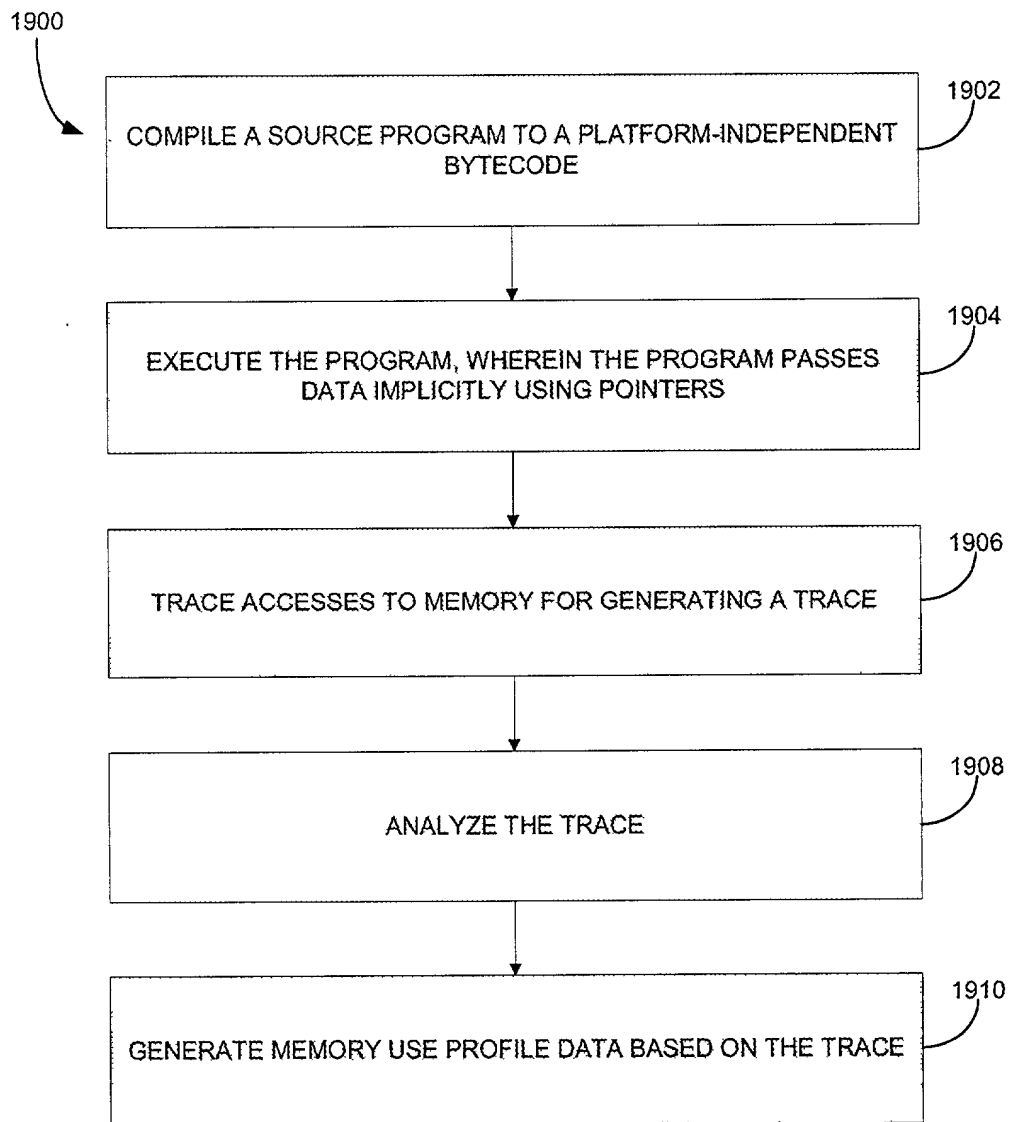 1900
1902
COMPILE A SOURCE PROGRAM TO A PLATFORM-INDEPENDENT
BYTECODE
1904
EXECUTE THE PROGRAM, WHEREIN THE PROGRAM PASSES
DATA IMPLICITLY USING POINTERS
1906
TRACE ACCESSES TO MEMORY FOR GENERATING A TRACE
1908
ANALYZE THE TRACE
1910
GENERATE MEMORY USE PROFILE DATA BASED ON THE TRACE